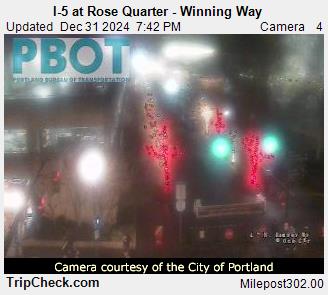 I-5 at Rose Quarter - Winning Way
Updated Dec 31 2024 7:42 PM Camera 4
PBOT
PORTLAND BUREAU OF TRANSPORTATION
Camera courtesy of the City of Portland
TripCheck.com Milepost302.00